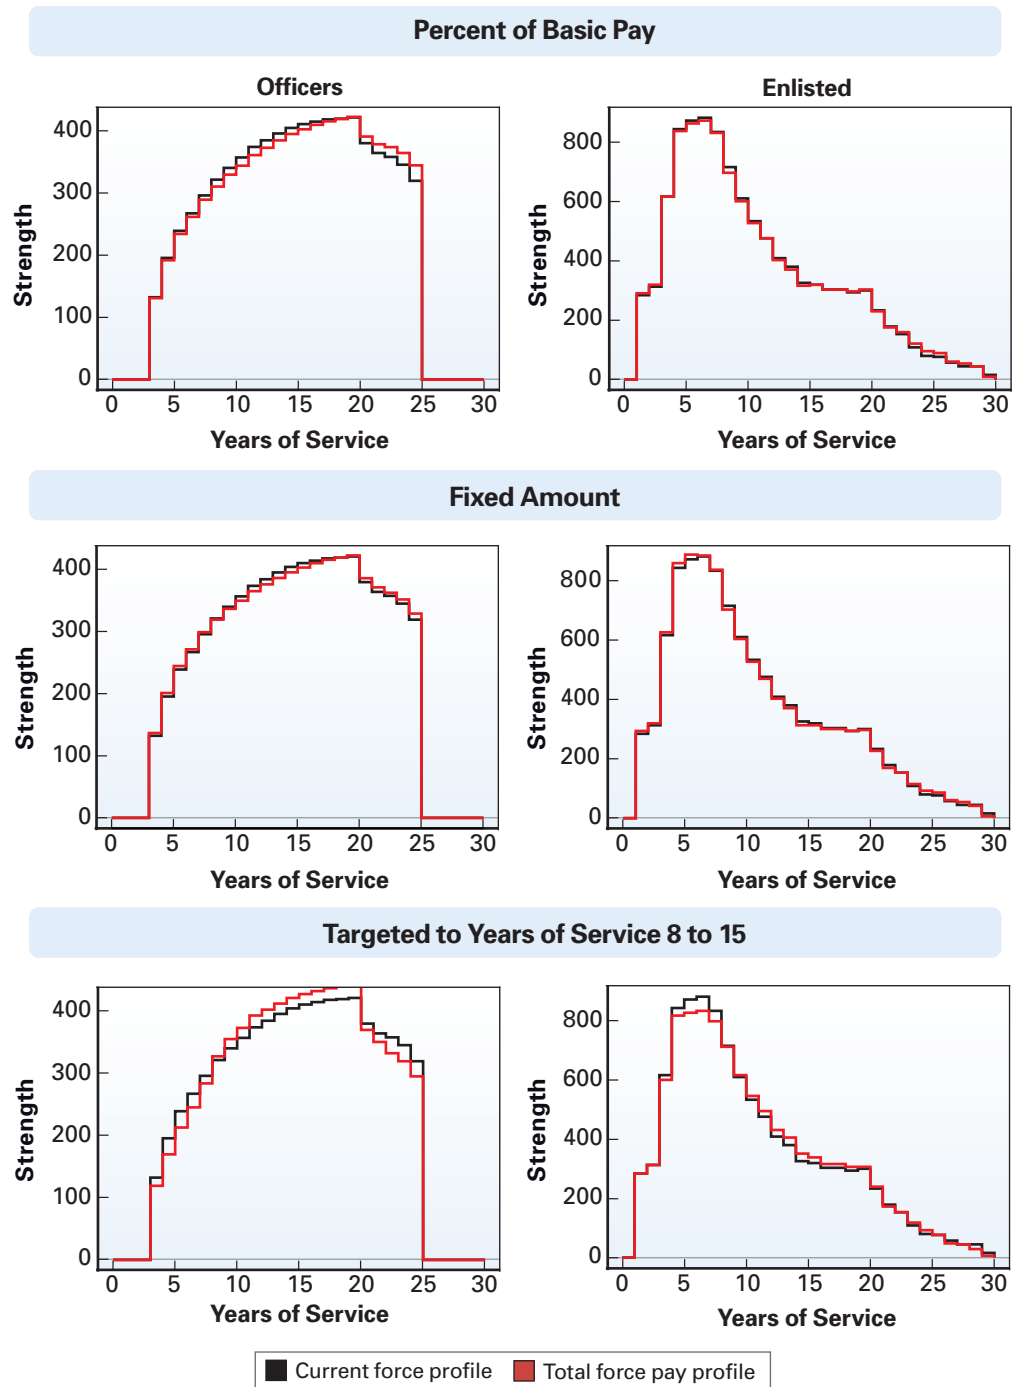 Percent of Basic Pay
Officers
Enlisted
Strength
400
300
200
100
0
0 5 10 15 20 25 30
Years of Service
Strength
800
600
400
200
0
0 5 10 15 20 25 30
Years of Service
Fixed Amount
Strength
400
300
200
100
0
0 5 10 15 20 25 30
Years of Service
Strength
800
600
400
200
0
0 5 10 15 20 25 30
Years of Service
Targeted to Years of Service 8 to 15
Strength
400
300
200
100
0
0 5 10 15 20 25 30
Years of Service
Strength
800
600
400
200
0
0 5 10 15 20 25 30
Years of Service
Current force profile Total force pay profile